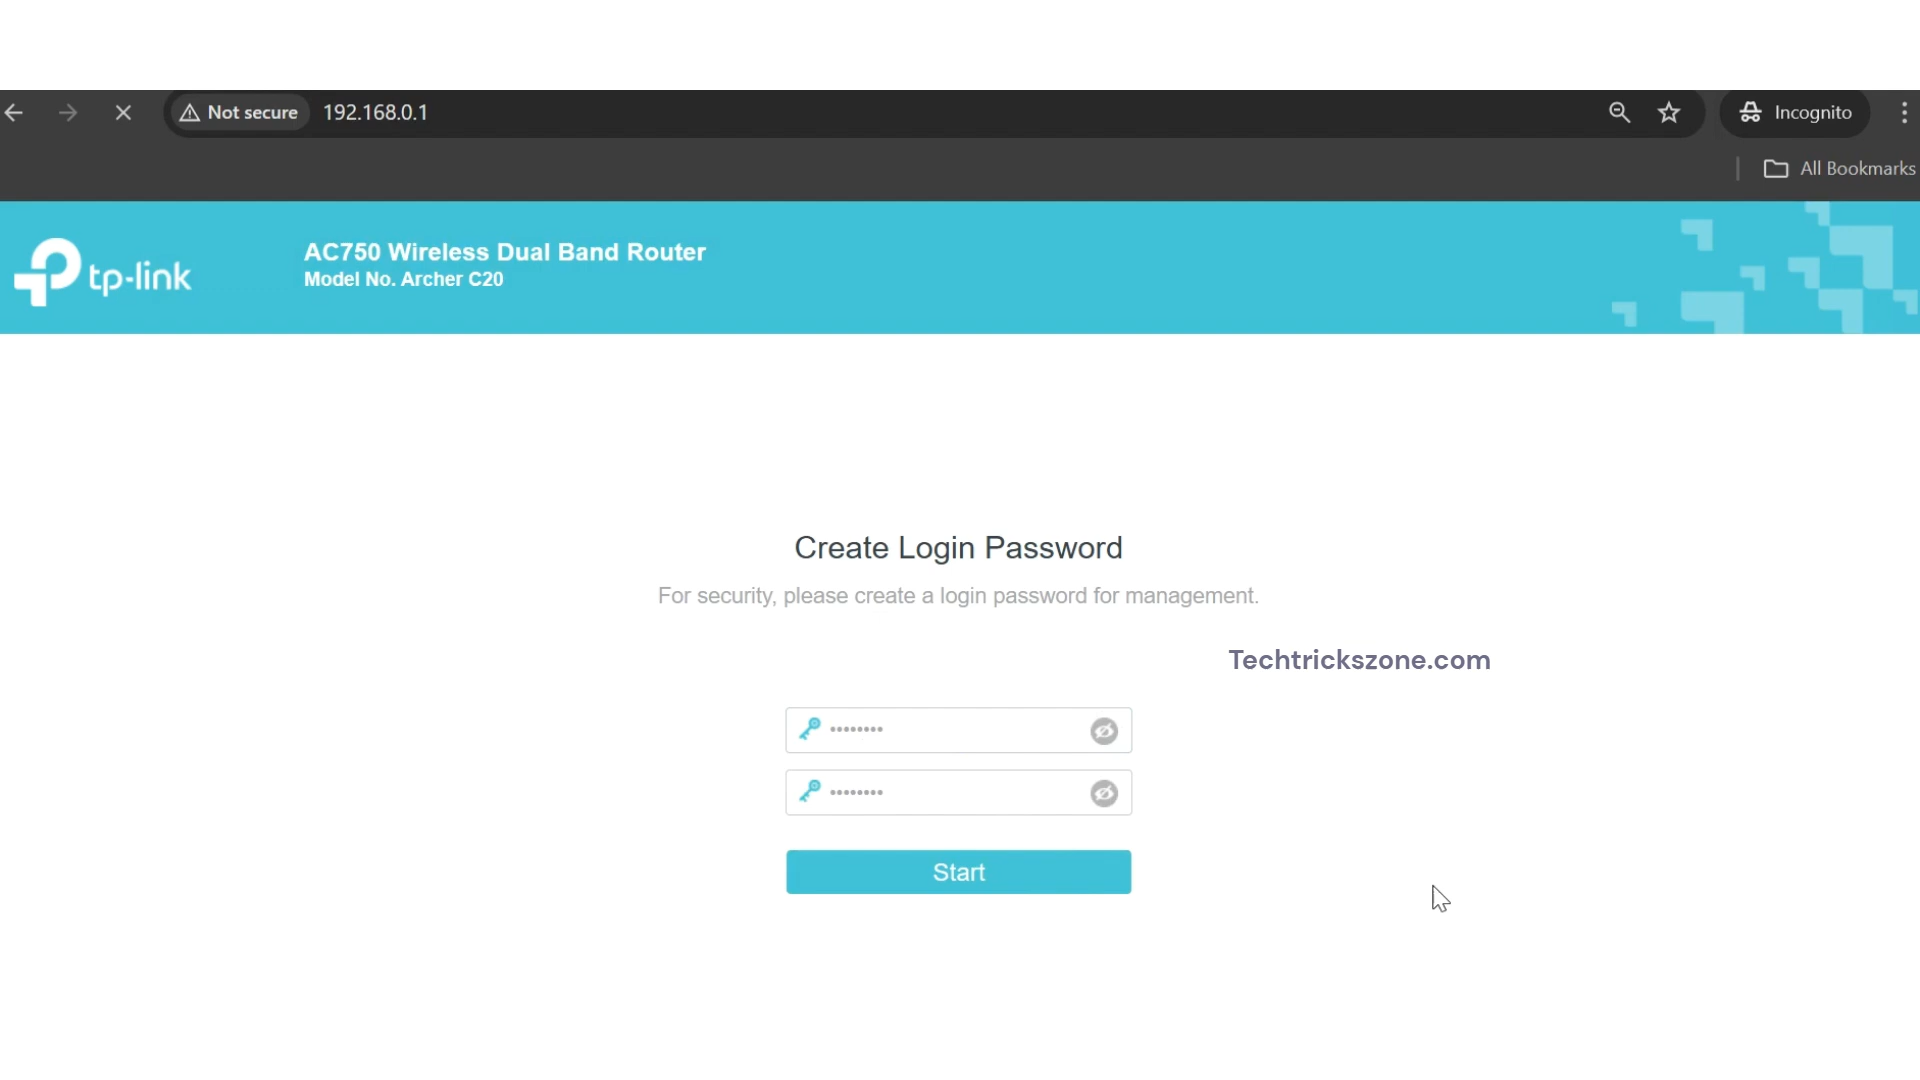 Not secure 192.168.0.1 Incognito
All Bookmarks
tp-link
AC750 Wireless Dual Band Router
Model No. Archer C20
Create Login Password
For security, please create a login password for management.
Techtrickszone.com
••••••••
••••••••
Start